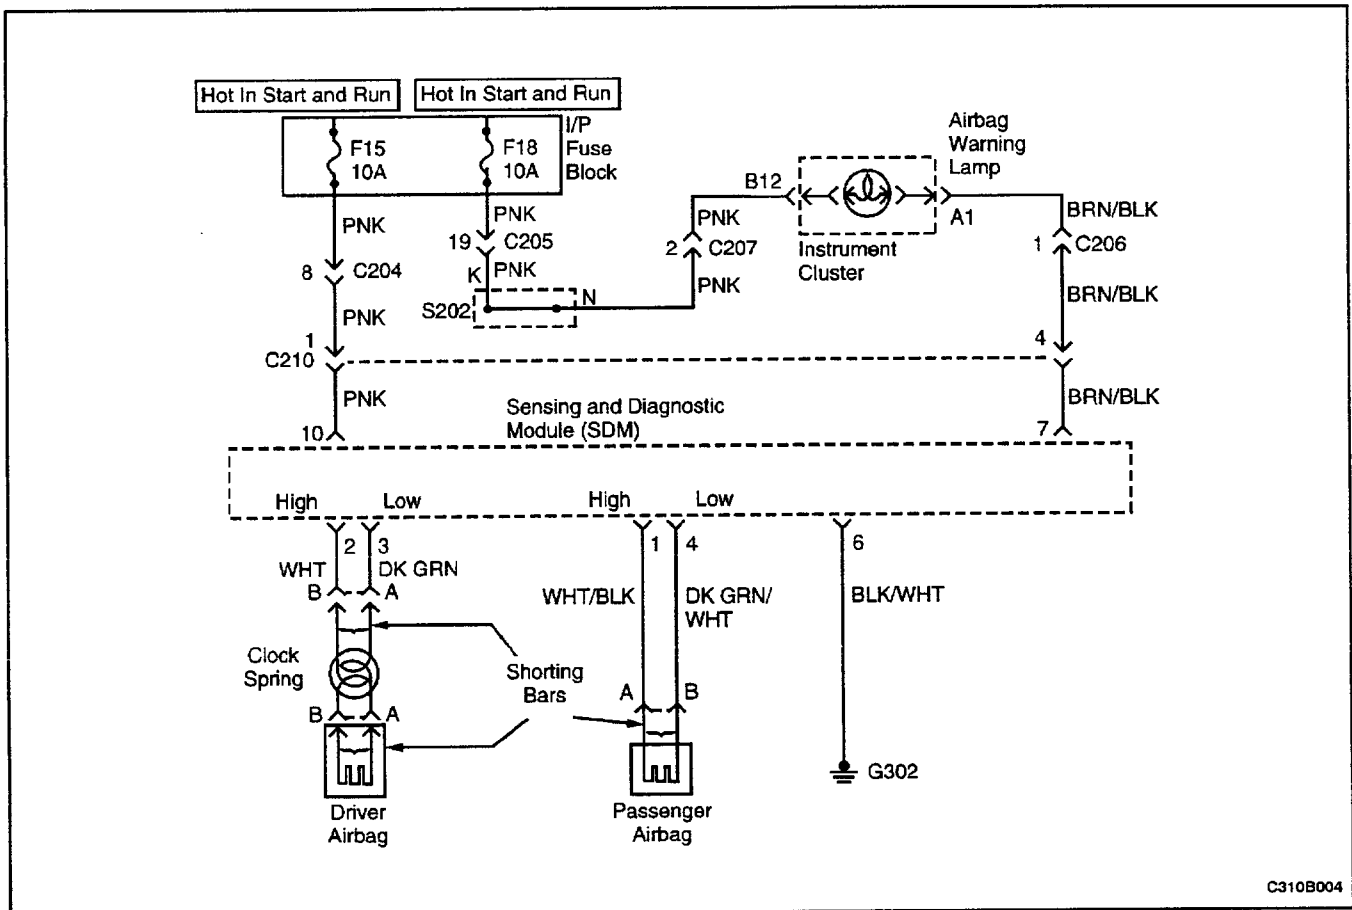 Hot In Start and Run
Hot In Start and Run
I/P
Fuse
Block
F15
10A
F18
10A
Airbag
Warning
Lamp
B12
A1
Instrument
Cluster
PNK
PNK
PNK
BRN/BLK
8
C204
19
C205
2
C207
1
C206
K
PNK
PNK
BRN/BLK
S202
N
PNK
1
C210
4
PNK
BRN/BLK
10
7
Sensing and Diagnostic
Module (SDM)
High
Low
High
Low
2
3
1
4
6
WHT
DK GRN
WHT/BLK
DK GRN/
WHT
BLK/WHT
B
A
Clock
Spring
Shorting
Bars
A
B
B
A
G302
Driver
Airbag
Passenger
Airbag
C310B004